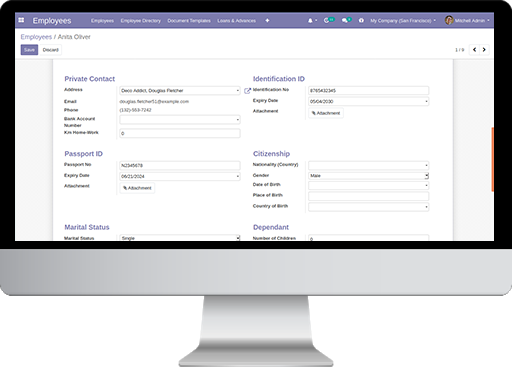 Employees Employees Employee Directory Document Templates Loans & Advances + My Company (San Francisco) Mitchell Admin
Employees / Anita Oliver
Save Discard 1 / 9
Private Contact Identification ID
Address Deco Addict, Douglas Fletcher Identification No 8765432345
Email douglas.fletcher51@example.com Expiry Date 05/04/2030
Phone (132)-553-7242 Attachment Attachment
Bank Account
Number
Km Home-Work 0
Passport ID Citizenship
Passport No N2345678 Nationality (Country)
Expiry Date 06/21/2024 Gender Male
Attachment Attachment Date of Birth
Place of Birth
Country of Birth
Marital Status Dependant
Marital Status Single Number of Children 0